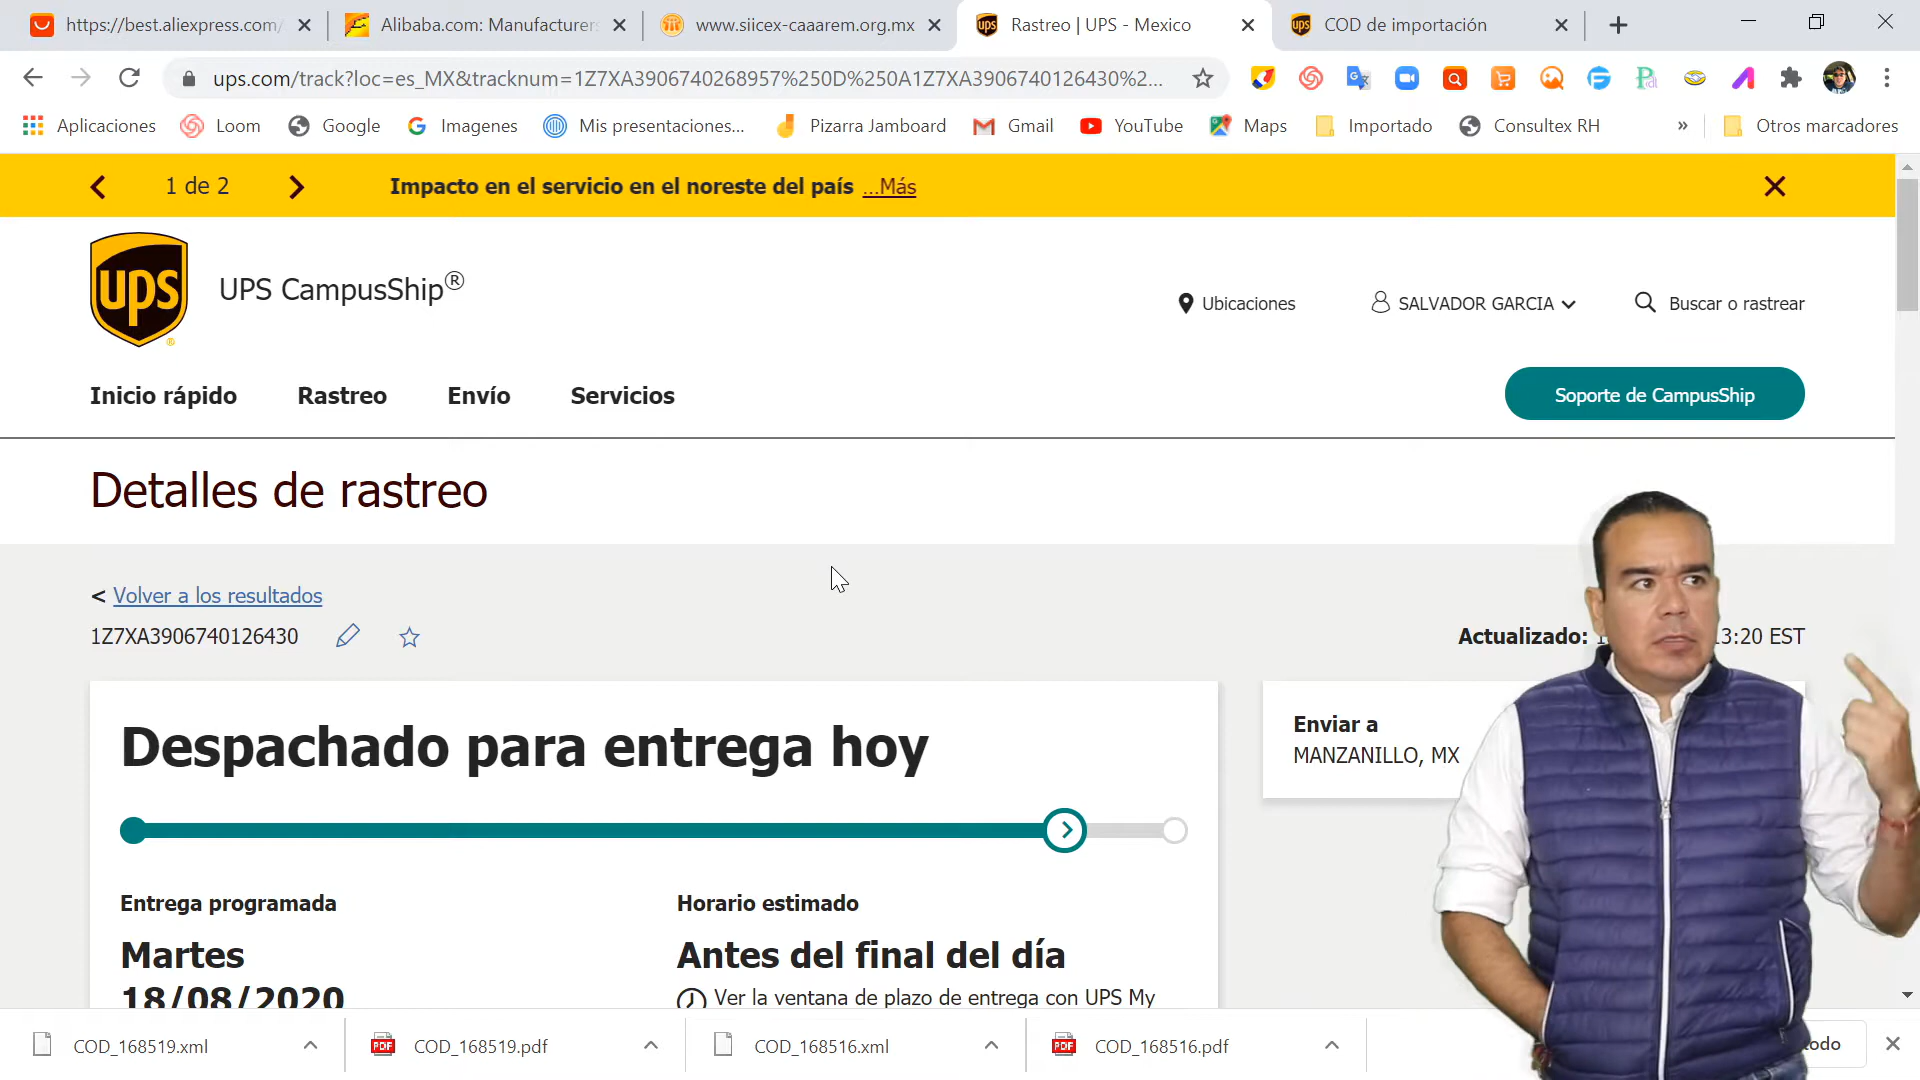 https://best.aliexpress.com/
Alibaba.com: Manufacturers
www.siicex-caaarem.org.mx
Rastreo | UPS - Mexico
COD de importación
ups.com/track?loc=es_MX&tracknum=1Z7XA3906740268957%250D%250A1Z7XA3906740126430%2...
Aplicaciones
Loom
Google
Imagenes
Mis presentaciones...
Pizarra Jamboard
Gmail
YouTube
Maps
Importado
Consultex RH
»
Otros marcadores
1 de 2
Impacto en el servicio en el noreste del país ...Más
ups
UPS CampusShip®
Ubicaciones
SALVADOR GARCIA
Buscar o rastrear
Inicio rápido
Rastreo
Envío
Servicios
Soporte de CampusShip
Detalles de rastreo
< Volver a los resultados
1Z7XA3906740126430
Actualizado: 3:20 EST
Despachado para entrega hoy
Enviar a
MANZANILLO, MX
Entrega programada
Martes
18/08/2020
Horario estimado
Antes del final del día
Ver la ventana de plazo de entrega con UPS My
COD_168519.xml
COD_168519.pdf
COD_168516.xml
COD_168516.pdf